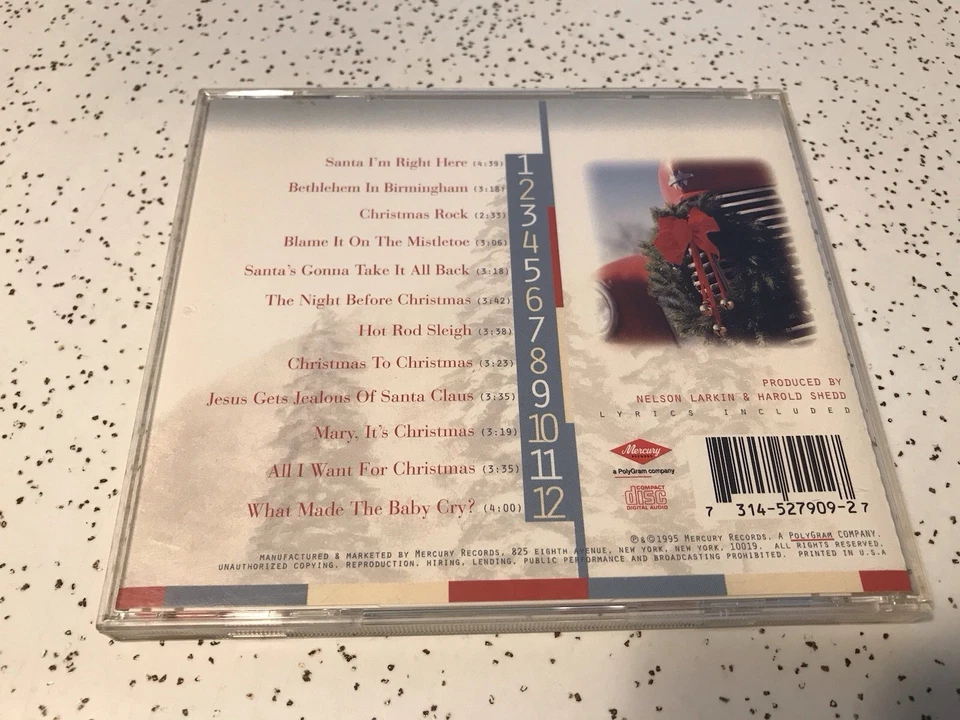 Santa I'm Right Here (4:39) 1
Bethlehem In Birmingham (3:18) 2
Christmas Rock (2:33) 3
Blame It On The Mistletoe (3:06) 4
Santa's Gonna Take It All Back (3:18) 5
The Night Before Christmas (3:42) 6
Hot Rod Sleigh (3:38) 7
Christmas To Christmas (3:23) 8
Jesus Gets Jealous Of Santa Claus (3:35) 9
Mary, It's Christmas (3:19) 10
All I Want For Christmas (3:35) 11
What Made The Baby Cry? (4:00) 12
PRODUCED BY
NELSON LARKIN & HAROLD SHEDD
LYRICS INCLUDED
Mercury
a PolyGram company
COMPACT
disc
DIGITAL AUDIO
7 314-527909-2 7
℗&©1995 MERCURY RECORDS, A POLYGRAM COMPANY.
MANUFACTURED & MARKETED BY MERCURY RECORDS, 825 EIGHTH AVENUE, NEW YORK, NEW YORK, 10019. ALL RIGHTS RESERVED.
UNAUTHORIZED COPYING, REPRODUCTION, HIRING, LENDING, PUBLIC PERFORMANCE AND BROADCASTING PROHIBITED. PRINTED IN U.S.A